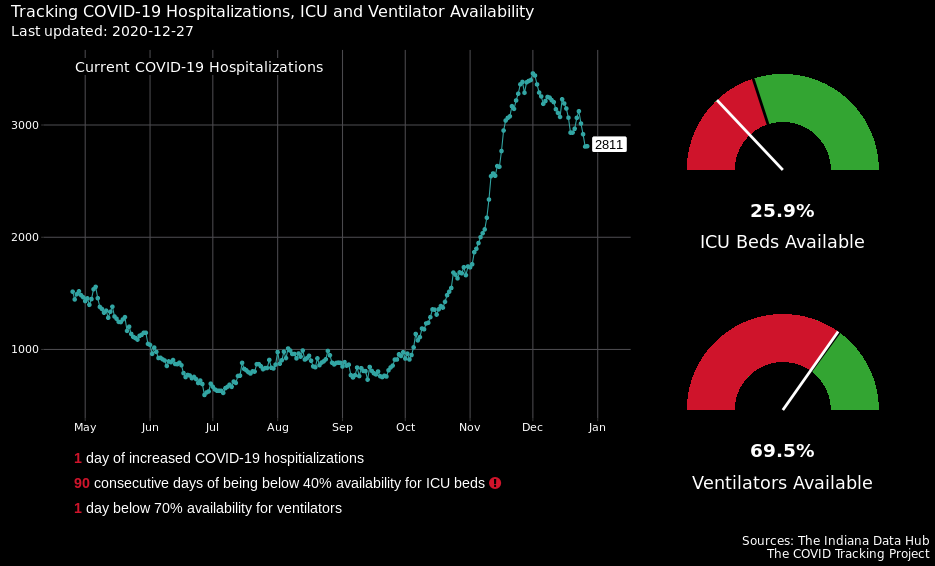 Tracking COVID-19 Hospitalizations, ICU and Ventilator Availability
Last updated: 2020-12-27
Current COVID-19 Hospitalizations
3000
2000
1000
2811
May Jun Jul Aug Sep Oct Nov Dec Jan
25.9%
ICU Beds Available
69.5%
Ventilators Available
1 day of increased COVID-19 hospitializations
90 consecutive days of being below 40% availability for ICU beds
1 day below 70% availability for ventilators
Sources: The Indiana Data Hub
The COVID Tracking Project